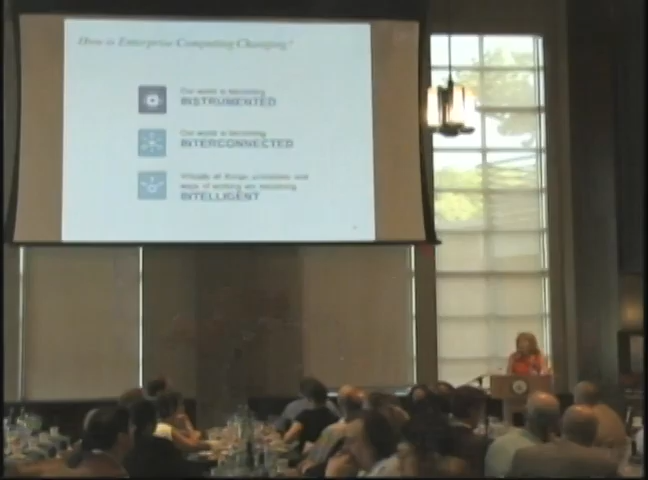 How is Enterprise Computing Changing?
Our world is becoming
INSTRUMENTED
Our world is becoming
INTERCONNECTED
Virtually all things, processes and
ways of working are becoming
INTELLIGENT